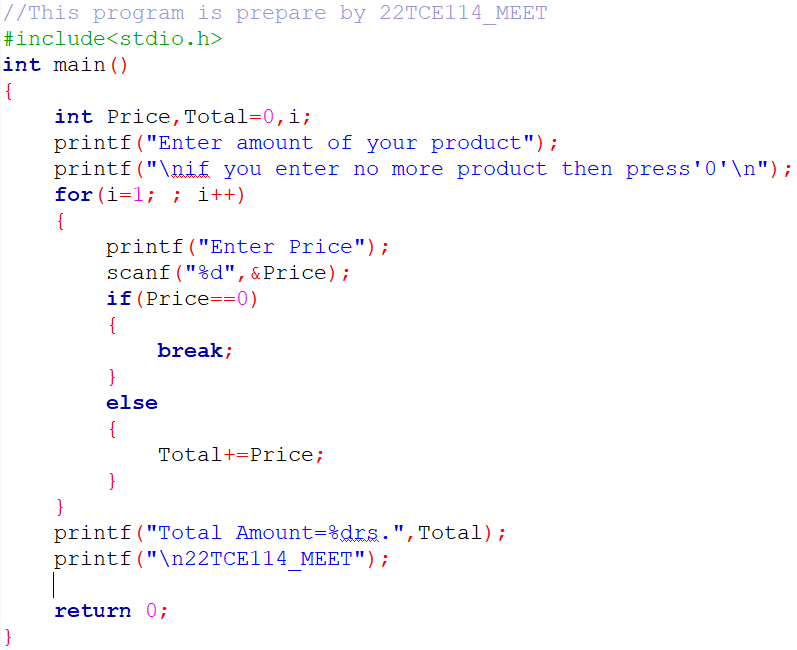 //This program is prepare by 22TCE114_MEET
#include<stdio.h>
int main()
{
    int Price,Total=0,i;
    printf("Enter amount of your product");
    printf("\nif you enter no more product then press'0'\n");
    for(i=1; ; i++)
    {
        printf("Enter Price");
        scanf("%d",&Price);
        if(Price==0)
        {
            break;
        }
        else
        {
            Total+=Price;
        }
    }
    printf("Total Amount=%drs.",Total);
    printf("\n22TCE114_MEET");
    return 0;
}